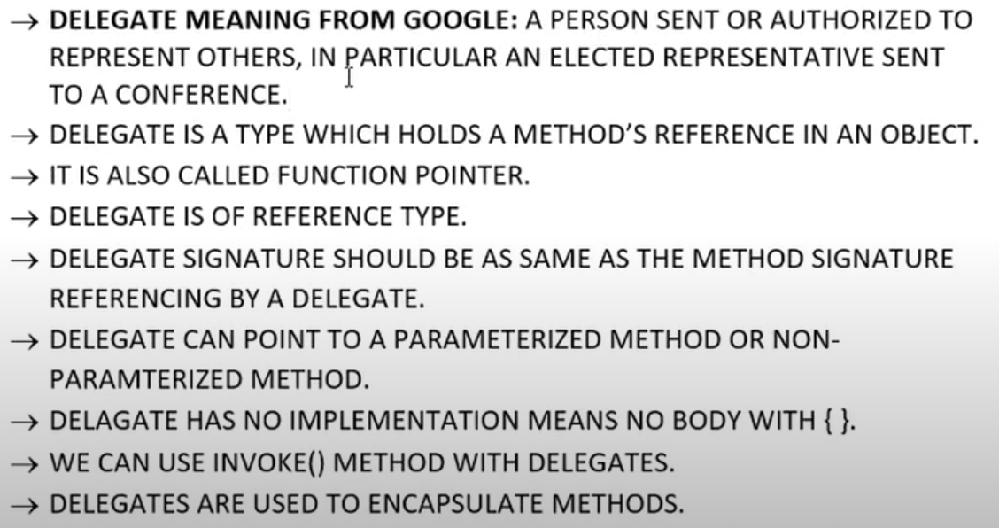 → DELEGATE MEANING FROM GOOGLE: A PERSON SENT OR AUTHORIZED TO
REPRESENT OTHERS, IN PARTICULAR AN ELECTED REPRESENTATIVE SENT
TO A CONFERENCE.
→ DELEGATE IS A TYPE WHICH HOLDS A METHOD’S REFERENCE IN AN OBJECT.
→ IT IS ALSO CALLED FUNCTION POINTER.
→ DELEGATE IS OF REFERENCE TYPE.
→ DELEGATE SIGNATURE SHOULD BE AS SAME AS THE METHOD SIGNATURE
REFERENCING BY A DELEGATE.
→ DELEGATE CAN POINT TO A PARAMETERIZED METHOD OR NON-
PARAMTERIZED METHOD.
→ DELAGATE HAS NO IMPLEMENTATION MEANS NO BODY WITH { }.
→ WE CAN USE INVOKE() METHOD WITH DELEGATES.
→ DELEGATES ARE USED TO ENCAPSULATE METHODS.